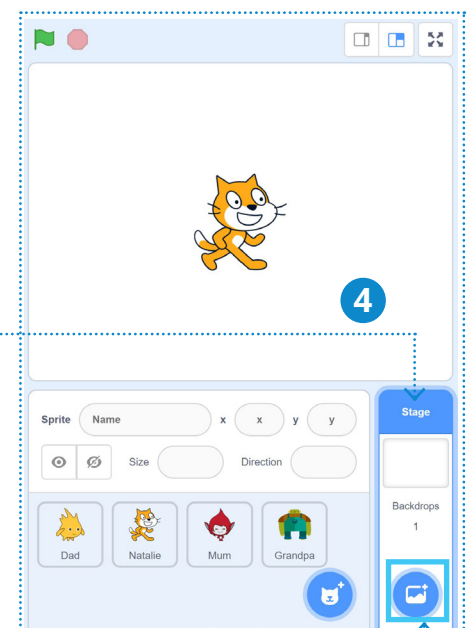 4
Stage
Sprite Name x x y y
Size Direction
Backdrops
1
Dad Natalie Mum Grandpa